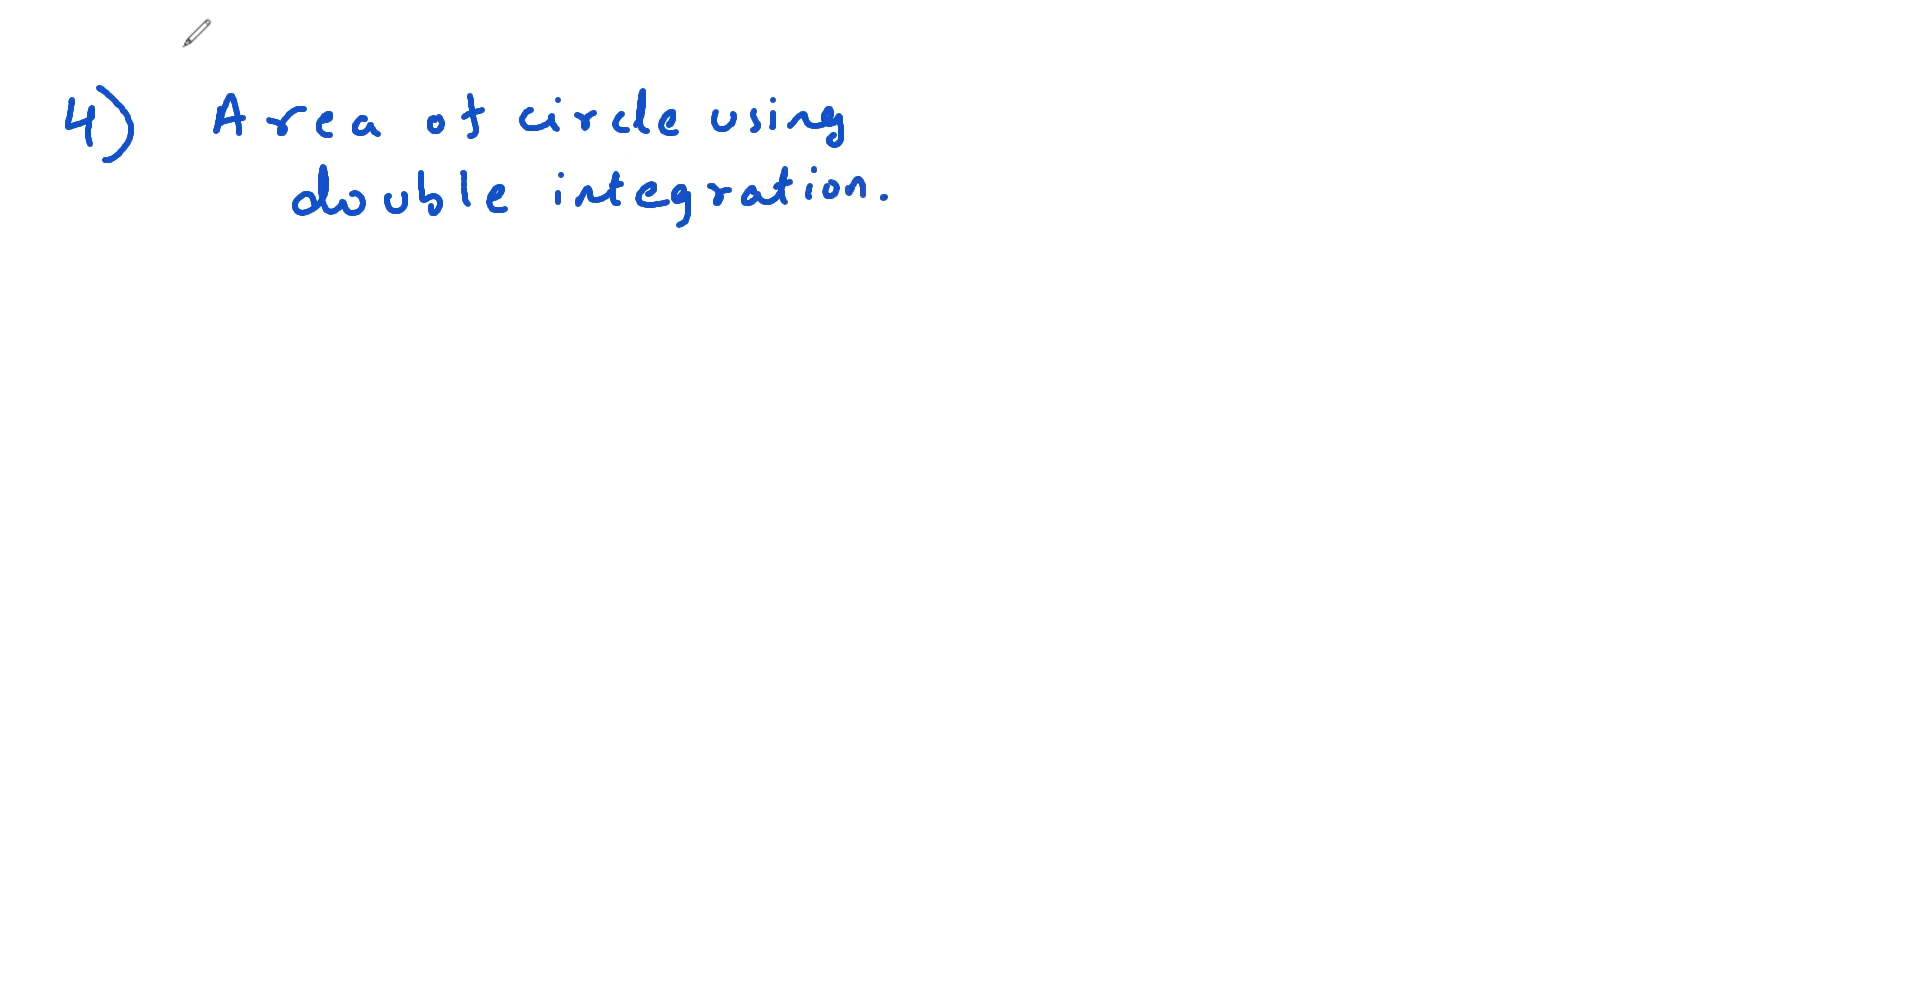 4) Area of circle using
double integration.